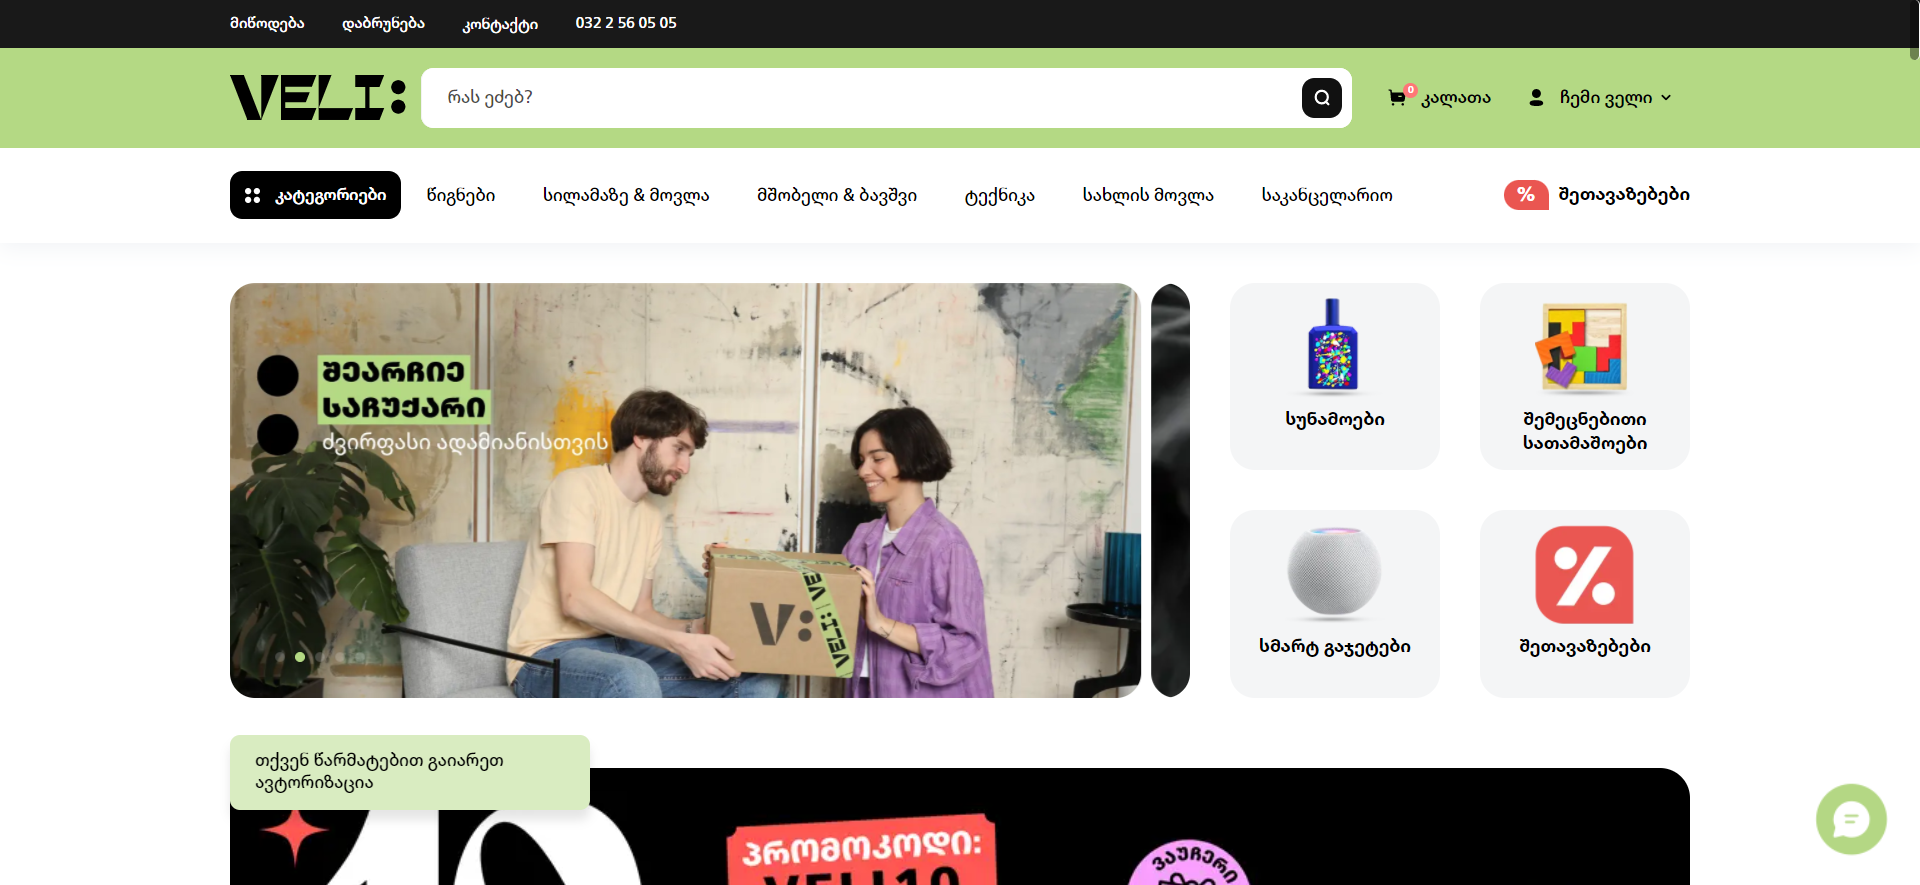 მიწოდება
დაბრუნება
კონტაქტი
032 2 56 05 05
VELI:
რას ეძებ?
0
კალათა
ჩემი ველი
კატეგორიები
წიგნები
სილამაზე & მოვლა
მშობელი & ბავშვი
ტექნიკა
სახლის მოვლა
საკანცელარიო
%
შეთავაზებები
შეარჩიე
საჩუქარი
ძვირფასი ადამიანისთვის
V:
VELI: VE
სუნამოები
შემეცნებითი
სათამაშოები
სმარტ გაჯეტები
%
შეთავაზებები
თქვენ წარმატებით გაიარეთ
ავტორიზაცია
პრომოკოდი:
VELI10
ვაუჩერი